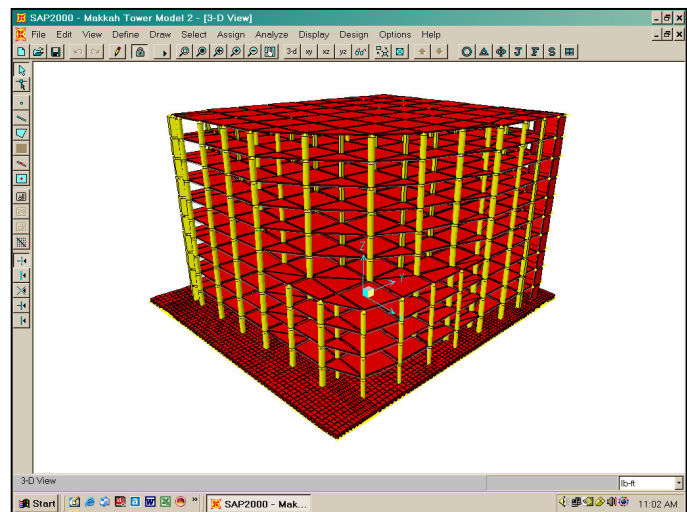 SAP2000 - Makkah Tower Model 2 - [3-D View]
File Edit View Define Draw Select Assign Analyze Display Design Options Help
3-d xy xz yz
J F S
all
Z
Y
3-D View
lb-ft
Start
W
»
SAP2000 - Mak...
11:02 AM